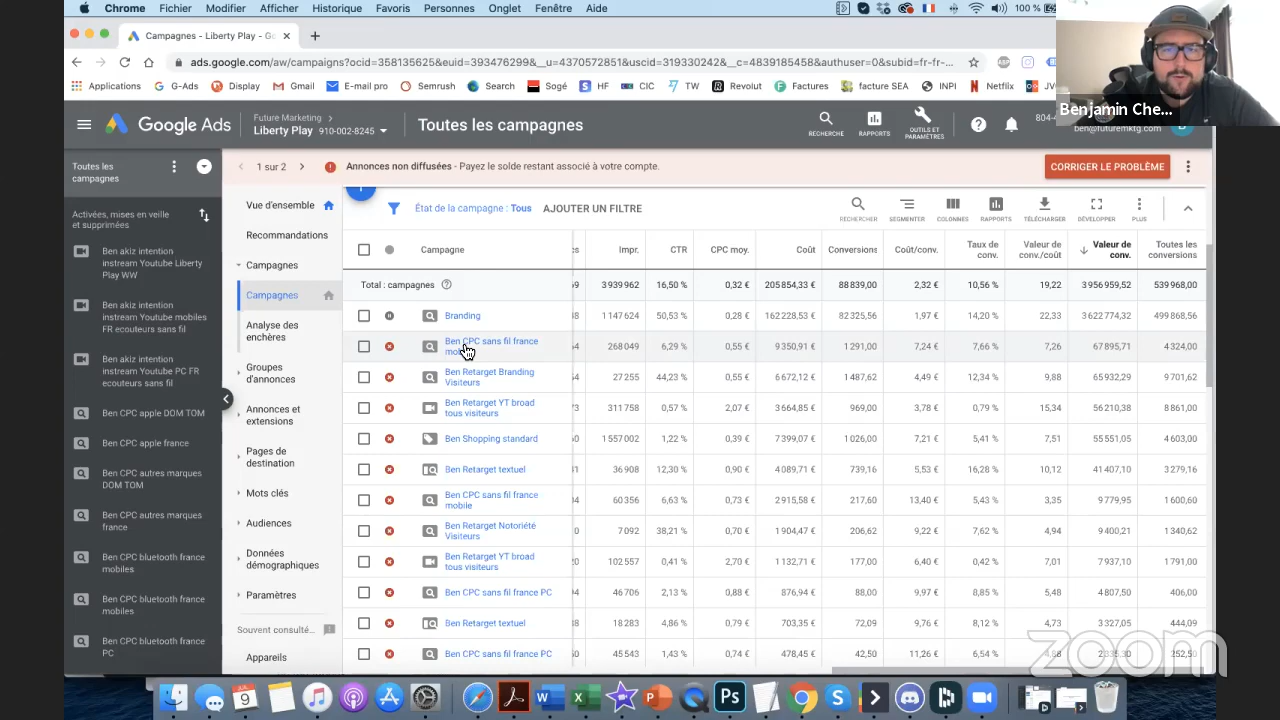 Chrome Fichier Modifier Affichage Historique Favoris Personnes Onglet Fenêtre Aide 100 %
Campagnes - Liberty Play - G
ads.google.com/aw/campaigns?ocid=358135625&euid=393476299&__u=4370572851&uscid=319330242&__c=4839185458&authuser=0&subid=fr-fr-...
Applications G-Ads Display Gmail E-mail pro Semrush Search Sogé HF CIC TW Revolut Factures facture SEA INPI Netflix
Benjamin Che...
Google Ads
Future Marketing
Liberty Play 910-002-8245
Toutes les campagnes
RECHERCHE RAPPORTS OUTILS ET PARAMÈTRES
804-4
ben@futuremktg.com
Toutes les campagnes
1 sur 2
Annonces non diffusées - Payez le solde restant associé à votre compte.
CORRIGER LE PROBLÈME
Activées, mises en veille et supprimées
Ben akiz intention instream Youtube Liberty Play WW
Ben akiz intention instream Youtube mobiles FR ecouteurs sans fil
Ben akiz intention instream Youtube PC FR ecouteurs sans fil
Ben CPC apple DOM TOM
Ben CPC apple france
Ben CPC autres marques DOM TOM
Ben CPC autres marques france
Ben CPC bluetooth france mobiles
Ben CPC bluetooth france mobiles
Ben CPC bluetooth france PC
Vue d'ensemble
Recommandations
Campagnes
Campagnes
Analyse des enchères
Groupes d'annonces
Annonces et extensions
Pages de destination
Mots clés
Audiences
Données démographiques
Paramètres
Souvent consulté...
Appareils
État de la campagne : Tous AJOUTER UN FILTRE
RECHERCHER SEGMENTER COLONNES RAPPORTS TÉLÉCHARGER DÉVELOPPER PLUS
Campagne Impr. CTR CPC moy. Coût Conversions Coût/conv. Taux de conv. Valeur de conv./coût Valeur de conv. Toutes les conversions
Total : campagnes 3 939 962 16,50 % 0,32 € 205 854,33 € 88 839,00 2,32 € 10,56 % 19,22 3 956 959,52 539 968,00
Branding 1 147 624 50,53 % 0,28 € 162 228,53 € 82 325,56 1,97 € 14,20 % 22,33 3 622 774,32 499 868,56
Ben CPC sans fil france mob 268 049 6,29 % 0,55 € 9 350,91 € 1 291,00 7,24 € 7,66 % 7,26 67 895,71 4 324,00
Ben Retarget Branding Visiteurs 27 255 44,23 % 0,55 € 6 672,12 € 1 487,62 4,49 € 12,34 % 9,88 65 932,29 9 701,62
Ben Retarget YT broad tous visiteurs 311 758 0,57 % 2,07 € 3 664,85 € 969,00 3,78 € 0,79 % 15,34 56 210,38 8 861,00
Ben Shopping standard 1 557 002 1,22 % 0,39 € 7 399,07 € 1 026,00 7,21 € 5,41 % 7,51 55 551,05 4 603,00
Ben Retarget textuel 36 908 12,30 % 0,90 € 4 089,71 € 739,16 5,53 € 16,28 % 10,12 41 407,10 3 279,16
Ben CPC sans fil france mobile 60 356 6,63 % 0,73 € 2 915,58 € 217,60 13,40 € 5,43 % 3,35 9 779,95 1 600,60
Ben Retarget Notoriété Visiteurs 7 092 38,21 % 0,70 € 1 904,47 € 206,62 9,22 € 7,62 % 4,94 9 400,21 1 340,62
Ben Retarget YT broad tous visiteurs 102 557 0,41 % 2,70 € 1 132,71 € 177,00 6,40 € 0,42 % 7,01 7 937,10 1 791,00
Ben CPC sans fil france PC 46 706 2,13 % 0,88 € 876,94 € 88,00 9,97 € 8,85 % 5,48 4 807,50 406,00
Ben Retarget textuel 18 283 4,86 % 0,79 € 703,35 € 72,09 9,76 € 8,12 % 4,73 3 327,05 444,09
Ben CPC sans fil france PC 45 543 1,43 % 0,74 € 478,45 € 42,50 11,26 € 6,54 % 4,88 2 335,30 252,50
zoom